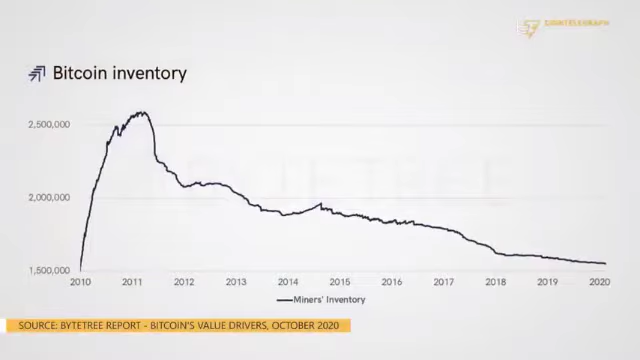 COINTELEGRAPH
Bitcoin inventory
2,500,000
2,000,000
1,500,000
BYTETREE
2010 2011 2012 2013 2014 2015 2016 2017 2018 2019 2020
Miners' Inventory
SOURCE: BYTETREE REPORT - BITCOIN'S VALUE DRIVERS, OCTOBER 2020